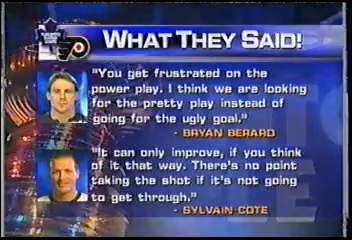 WHAT THEY SAID!
"You get frustrated on the
power play. I think we are looking
for the pretty play instead of
going for the ugly goal."
- BRYAN BERARD
"It can only improve, if you think
of it that way. There's no point
taking the shot if it's not going
to get through."
- SYLVAIN COTE